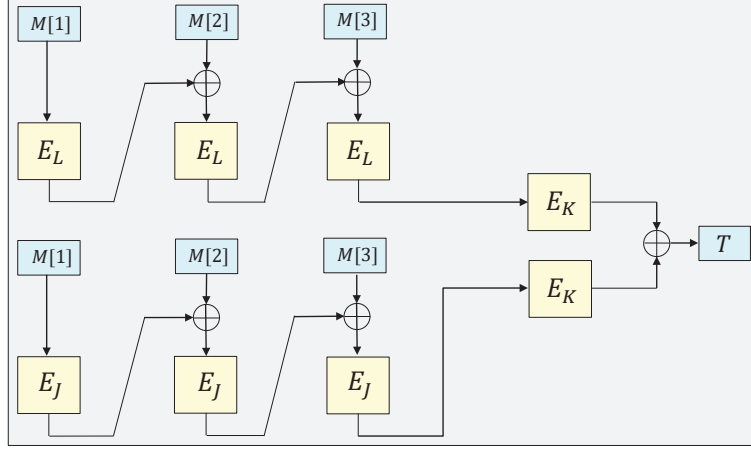 M[1] M[2] M[3]
E_L E_L E_L
E_K
T
M[1] M[2] M[3]
E_K
E_J E_J E_J